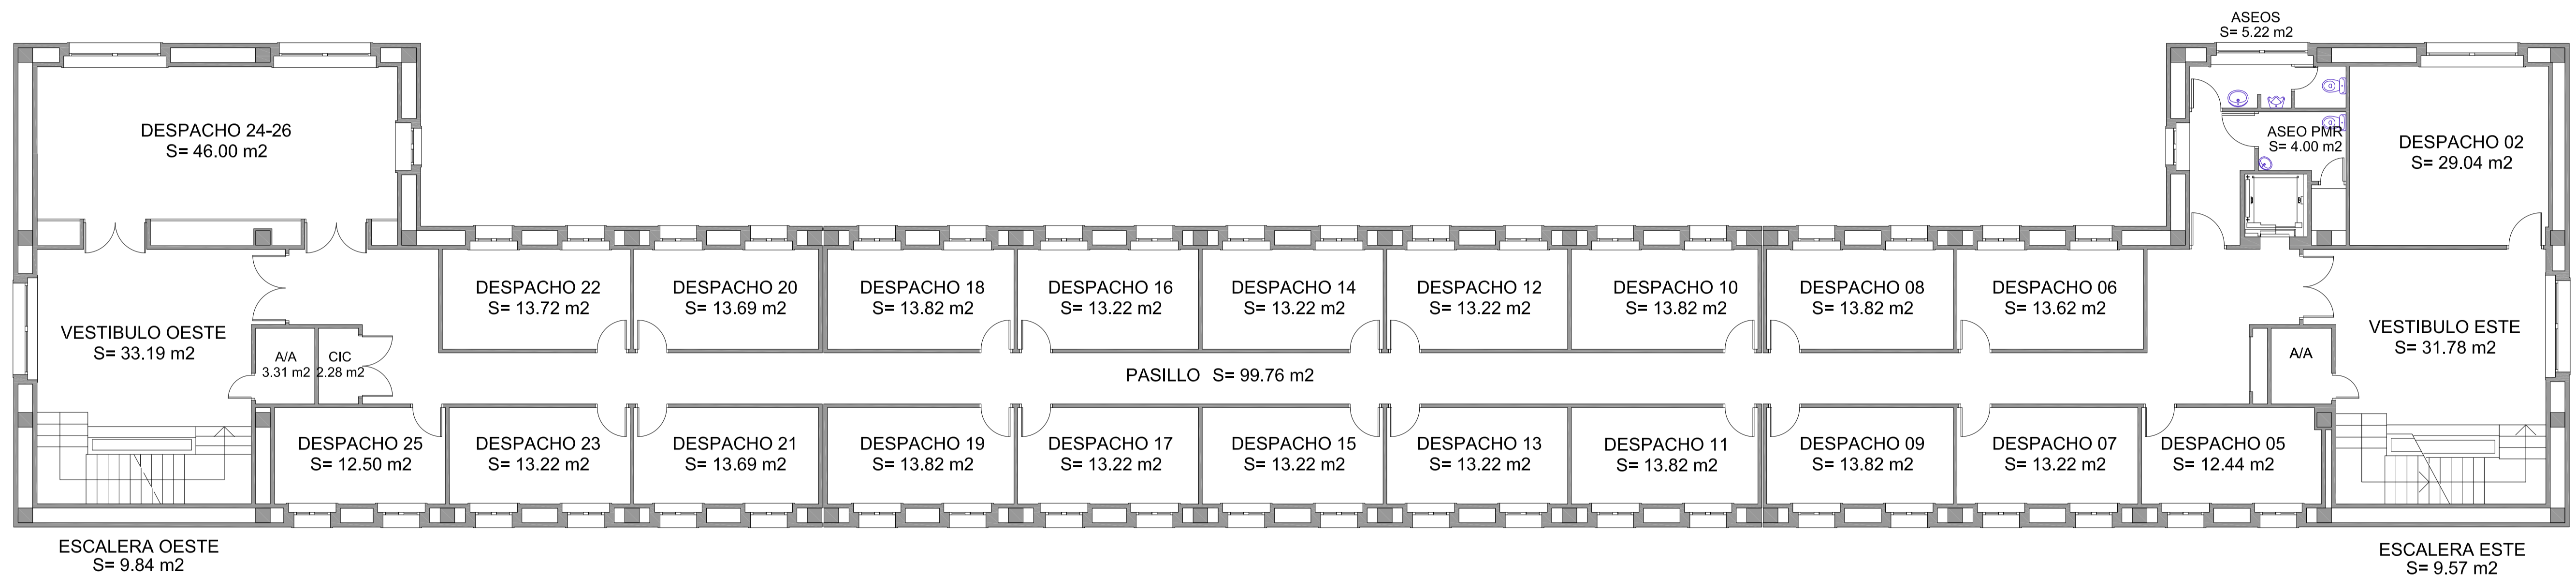 ASEOS
S= 5.22 m2
DESPACHO 24-26
S= 46.00 m2
ASEO PMR
S= 4.00 m2
DESPACHO 02
S= 29.04 m2
DESPACHO 22
S= 13.72 m2
DESPACHO 20
S= 13.69 m2
DESPACHO 18
S= 13.82 m2
DESPACHO 16
S= 13.22 m2
DESPACHO 14
S= 13.22 m2
DESPACHO 12
S= 13.22 m2
DESPACHO 10
S= 13.82 m2
DESPACHO 08
S= 13.82 m2
DESPACHO 06
S= 13.62 m2
VESTIBULO OESTE
S= 33.19 m2
A/A
3.31 m2
CIC
2.28 m2
PASILLO S= 99.76 m2
A/A
VESTIBULO ESTE
S= 31.78 m2
DESPACHO 25
S= 12.50 m2
DESPACHO 23
S= 13.22 m2
DESPACHO 21
S= 13.69 m2
DESPACHO 19
S= 13.82 m2
DESPACHO 17
S= 13.22 m2
DESPACHO 15
S= 13.22 m2
DESPACHO 13
S= 13.22 m2
DESPACHO 11
S= 13.82 m2
DESPACHO 09
S= 13.82 m2
DESPACHO 07
S= 13.22 m2
DESPACHO 05
S= 12.44 m2
ESCALERA OESTE
S= 9.84 m2
ESCALERA ESTE
S= 9.57 m2